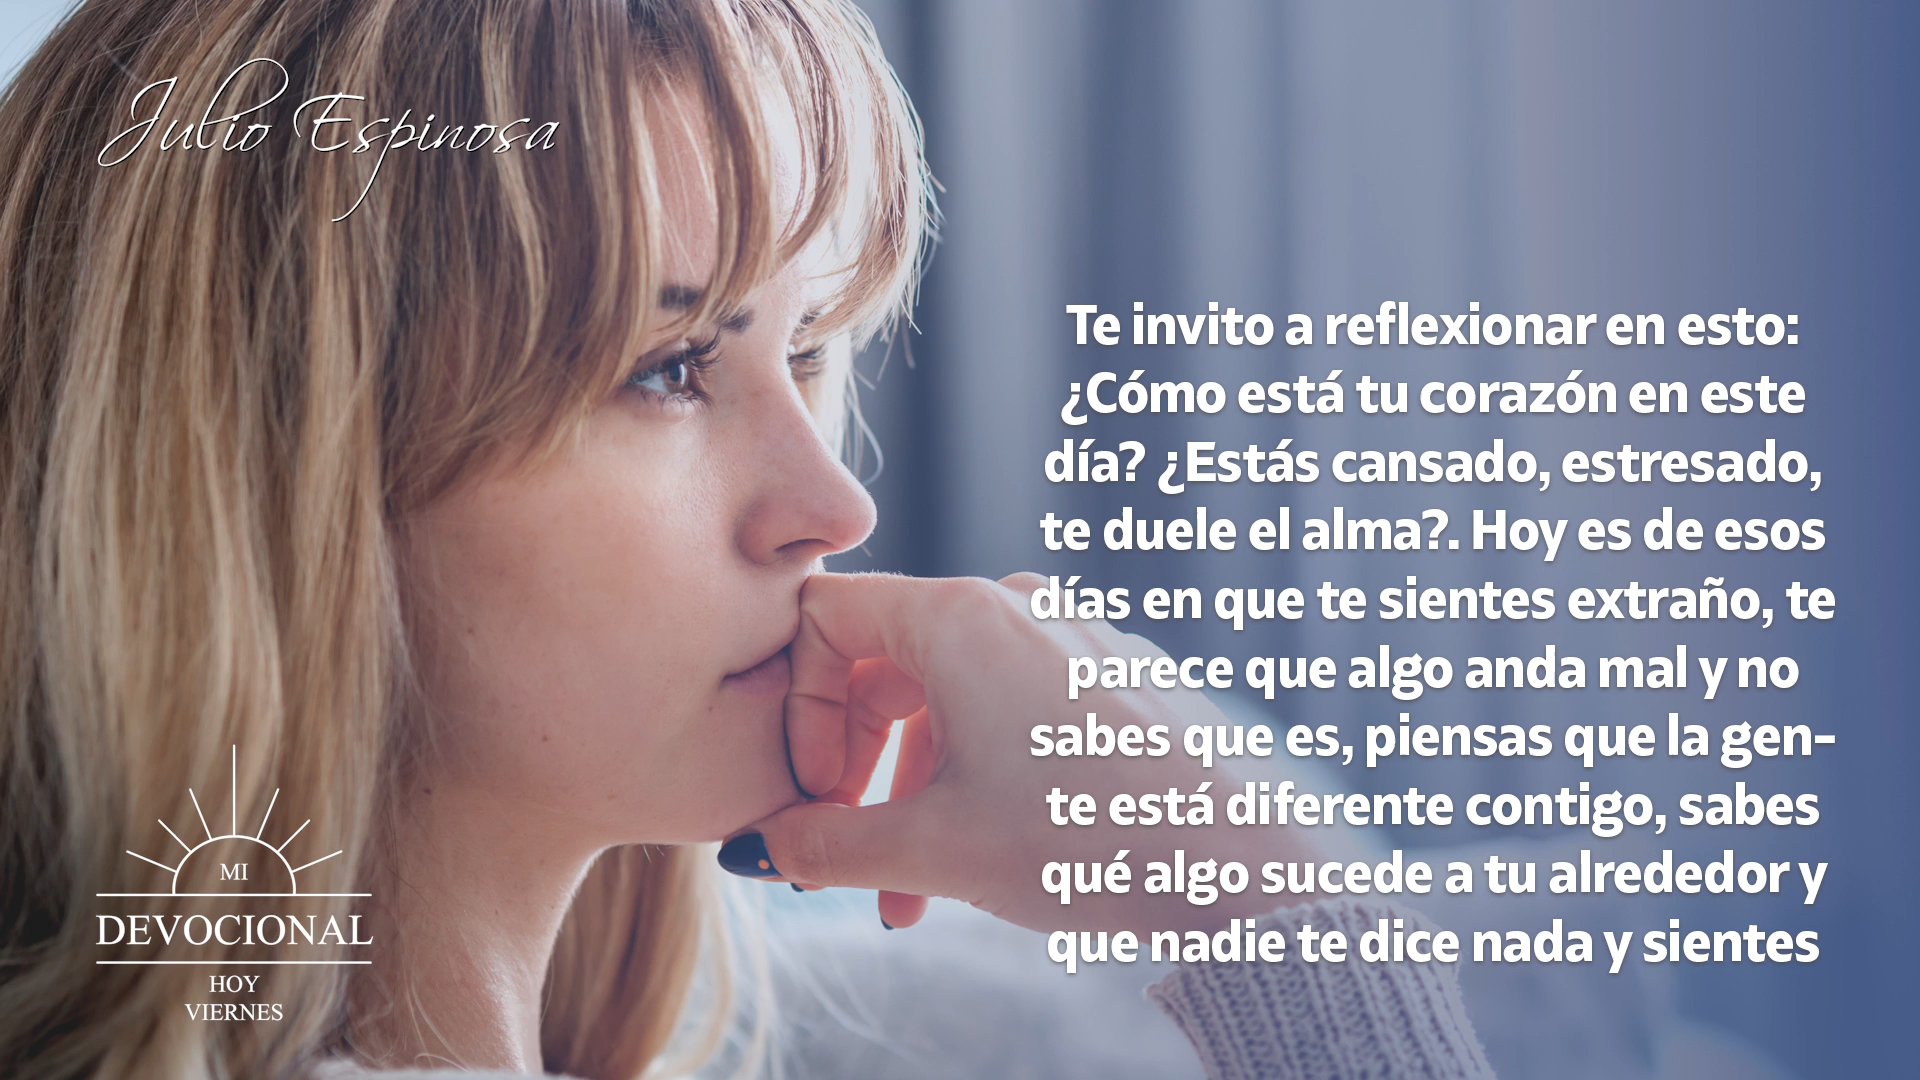 Julio Espinosa
Te invito a reflexionar en esto:
¿Cómo está tu corazón en este
día? ¿Estás cansado, estresado,
te duele el alma?. Hoy es de esos
días en que te sientes extraño, te
parece que algo anda mal y no
sabes que es, piensas que la gen-
te está diferente contigo, sabes
qué algo sucede a tu alrededor y
que nadie te dice nada y sientes
MI
DEVOCIONAL
HOY
VIERNES